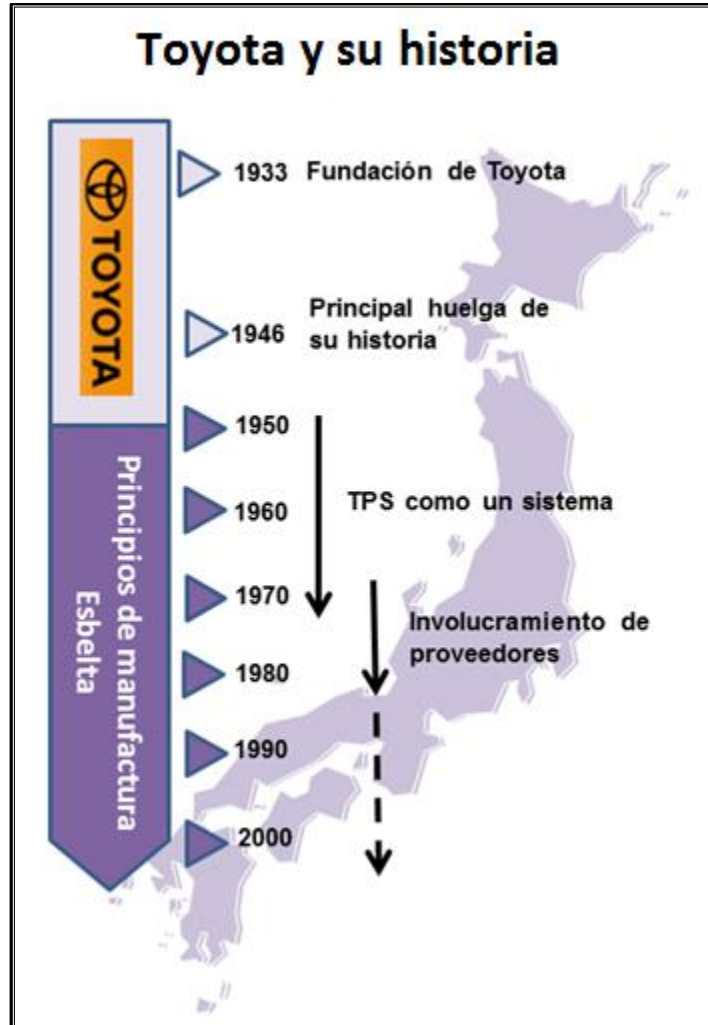 Toyota y su historia
TOYOTA
1933 Fundación de Toyota
1946 Principal huelga de
su historia
1950
1960
TPS como un sistema
1970
Involucramiento de
proveedores
1980
1990
2000
Principios de manufactura
Esbelta